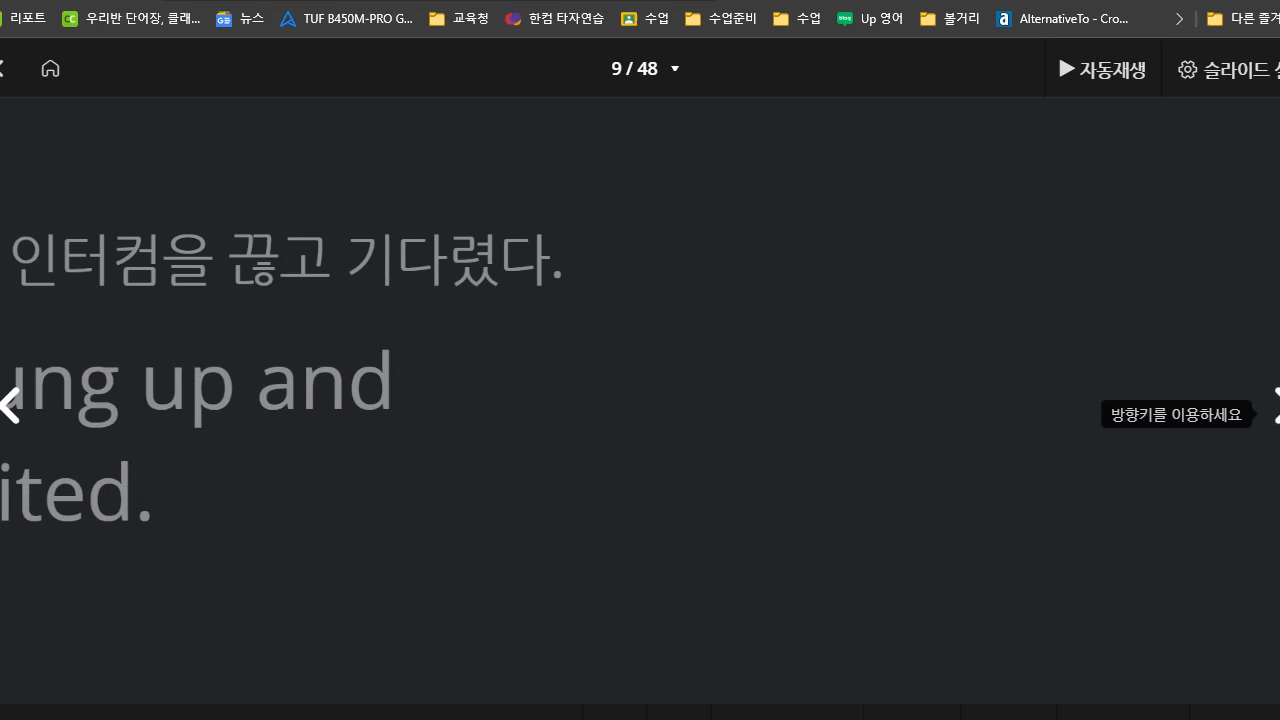 리포트 우리반 단어장, 클래... 뉴스 TUF B450M-PRO G... 교육청 한컴 타자연습 수업 수업준비 수업 Up 영어 볼거리 AlternativeTo - Cro... 다른
9 / 48 자동재생 슬라이드
인터컴을 끊고 기다렸다.
ung up and
방향키를 이용하세요
ited.